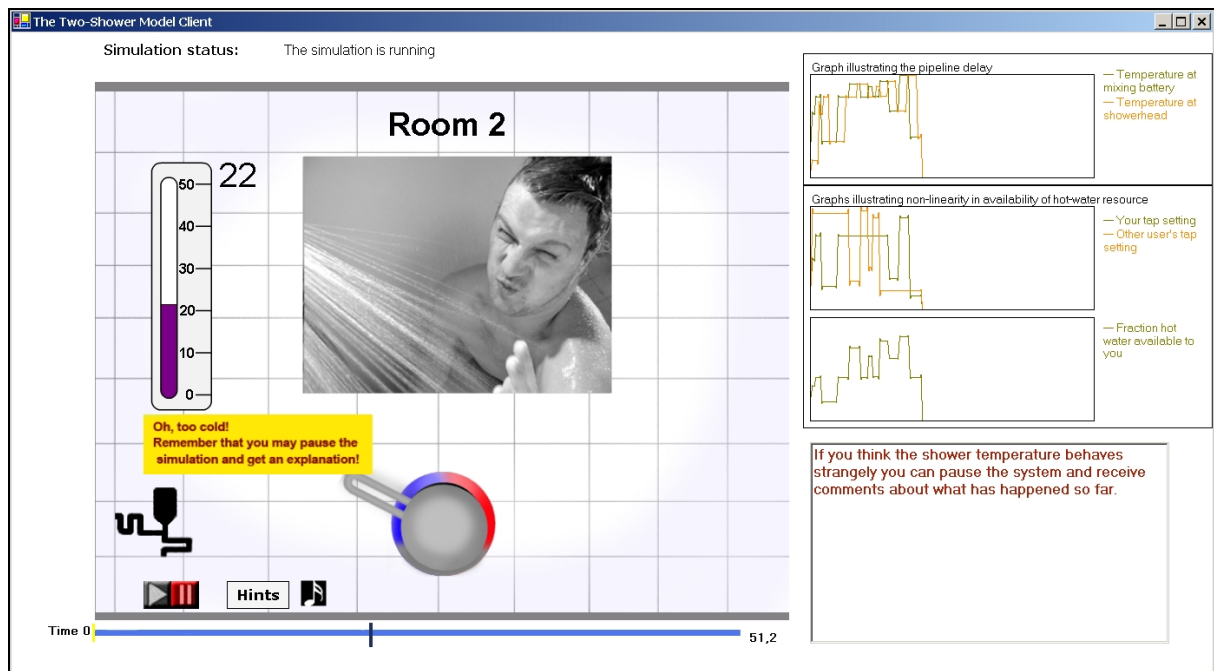 The Two-Shower Model Client
Simulation status: The simulation is running
Room 2
22
50
40
30
20
10
0
Oh, too cold!
Remember that you may pause the
simulation and get an explanation!
Hints
Time 0
51,2
Graph illustrating the pipeline delay
— Temperature at
mixing battery
— Temperature at
showerhead
Graphs illustrating non-linearity in availability of hot-water resource
— Your tap setting
— Other user's tap
setting
— Fraction hot
water available to
you
If you think the shower temperature behaves
strangely you can pause the system and receive
comments about what has happened so far.